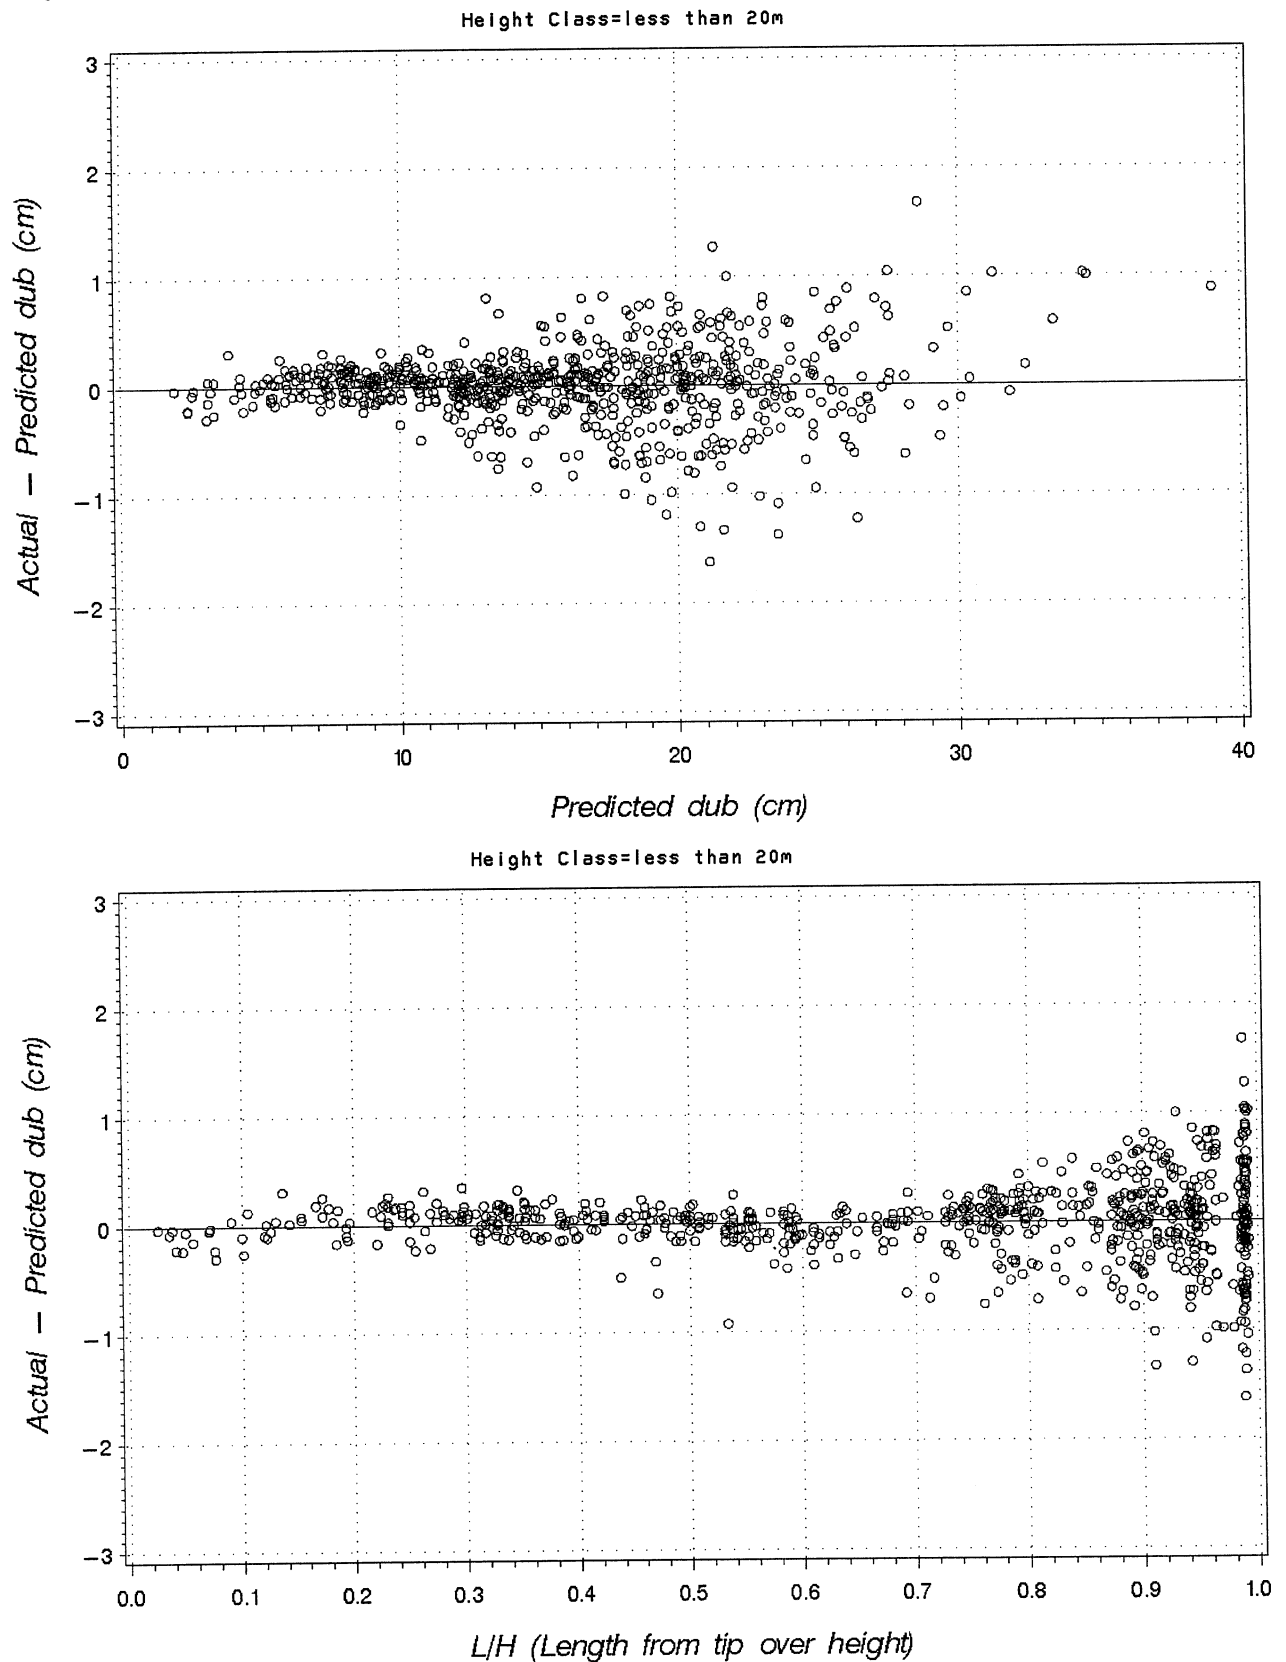 Height Class=less than 20m
3
2
1
0
−1
−2
−3
Actual — Predicted dub (cm)
0 10 20 30 40
Predicted dub (cm)
Height Class=less than 20m
3
2
1
0
−1
−2
−3
Actual — Predicted dub (cm)
0.0 0.1 0.2 0.3 0.4 0.5 0.6 0.7 0.8 0.9 1.0
L/H (Length from tip over height)